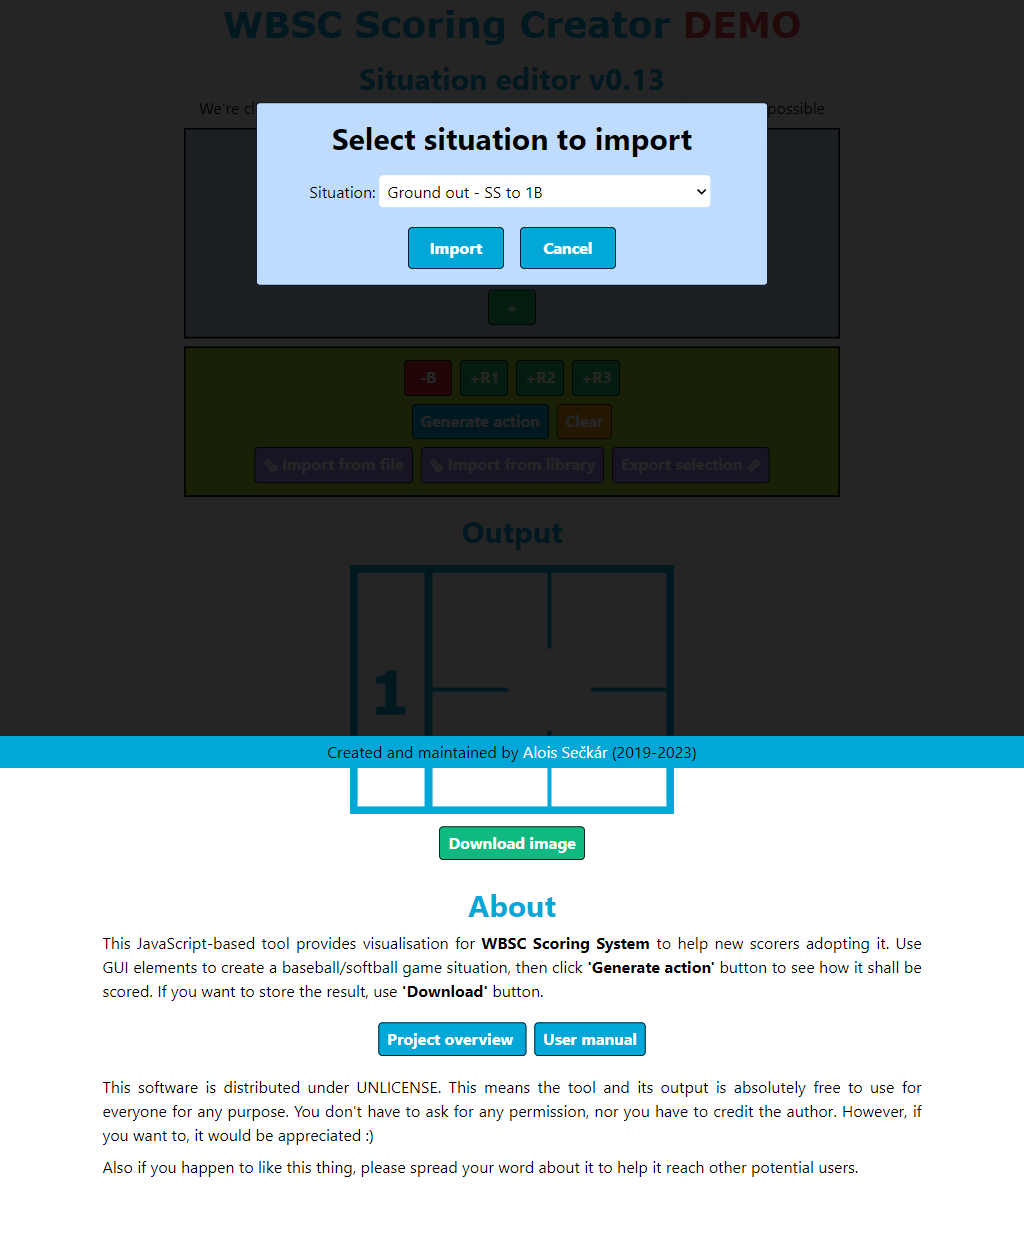 WBSC Scoring Creator DEMO
Situation editor v0.13
We're cl
possible
Select situation to import
Situation: Ground out - SS to 1B
Import Cancel
+
-B +R1 +R2 +R3
Generate action Clear
Import from file Import from library Export selection
Output
1
Created and maintained by Alois Sečkár (2019-2023)
Download image
About
This JavaScript-based tool provides visualisation for WBSC Scoring System to help new scorers adopting it. Use
GUI elements to create a baseball/softball game situation, then click 'Generate action' button to see how it shall be
scored. If you want to store the result, use 'Download' button.
Project overview User manual
This software is distributed under UNLICENSE. This means the tool and its output is absolutely free to use for
everyone for any purpose. You don't have to ask for any permission, nor you have to credit the author. However, if
you want to, it would be appreciated :)
Also if you happen to like this thing, please spread your word about it to help it reach other potential users.